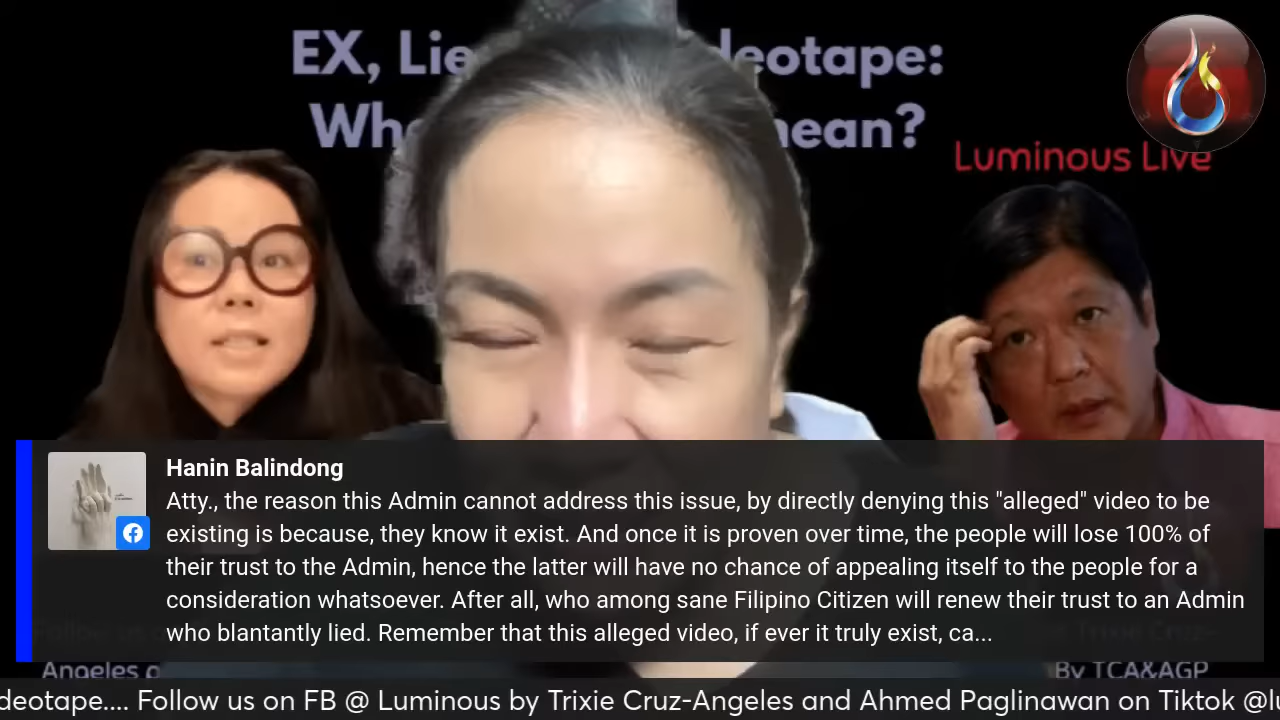 EX, Lie deotape:
Wh mean?
Luminous Live
Hanin Balindong
Atty., the reason this Admin cannot address this issue, by directly denying this "alleged" video to be
existing is because, they know it exist. And once it is proven over time, the people will lose 100% of
their trust to the Admin, hence the latter will have no chance of appealing itself to the people for a
consideration whatsoever. After all, who among sane Filipino Citizen will renew their trust to an Admin
who blantantly lied. Remember that this alleged video, if ever it truly exist, ca...
Angeles a By TCA&AGP
deotape.... Follow us on FB @ Luminous by Trixie Cruz-Angeles and Ahmed Paglinawan on Tiktok @lu